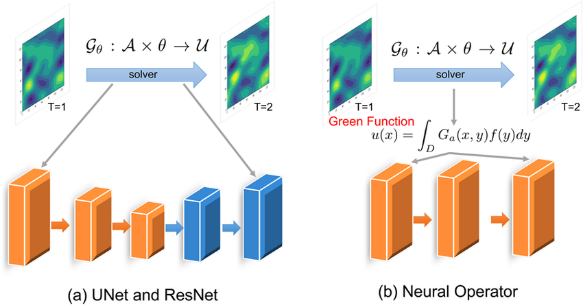 𝒢θ : 𝒜 × θ → 𝒰
solver
T=1
T=2
(a) UNet and ResNet
𝒢θ : 𝒜 × θ → 𝒰
solver
T=1
T=2
Green Function
u(x) = ∫D Ga(x, y)f(y)dy
(b) Neural Operator